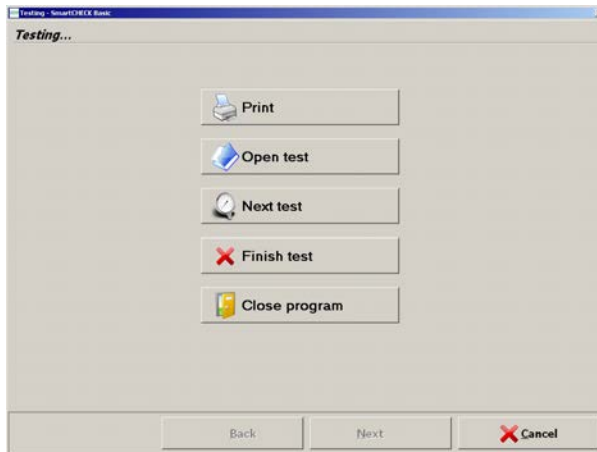 Testing - SmartCHECK Basic
Testing...
Print
Open test
Next test
Finish test
Close program
Back
Next
Cancel